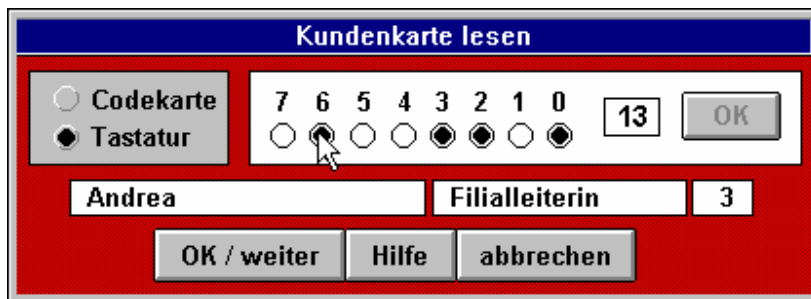 Kundenkarte lesen
Codekarte 7 6 5 4 3 2 1 0 13 OK
Tastatur
Andrea Filialleiterin 3
OK / weiter Hilfe abbrechen